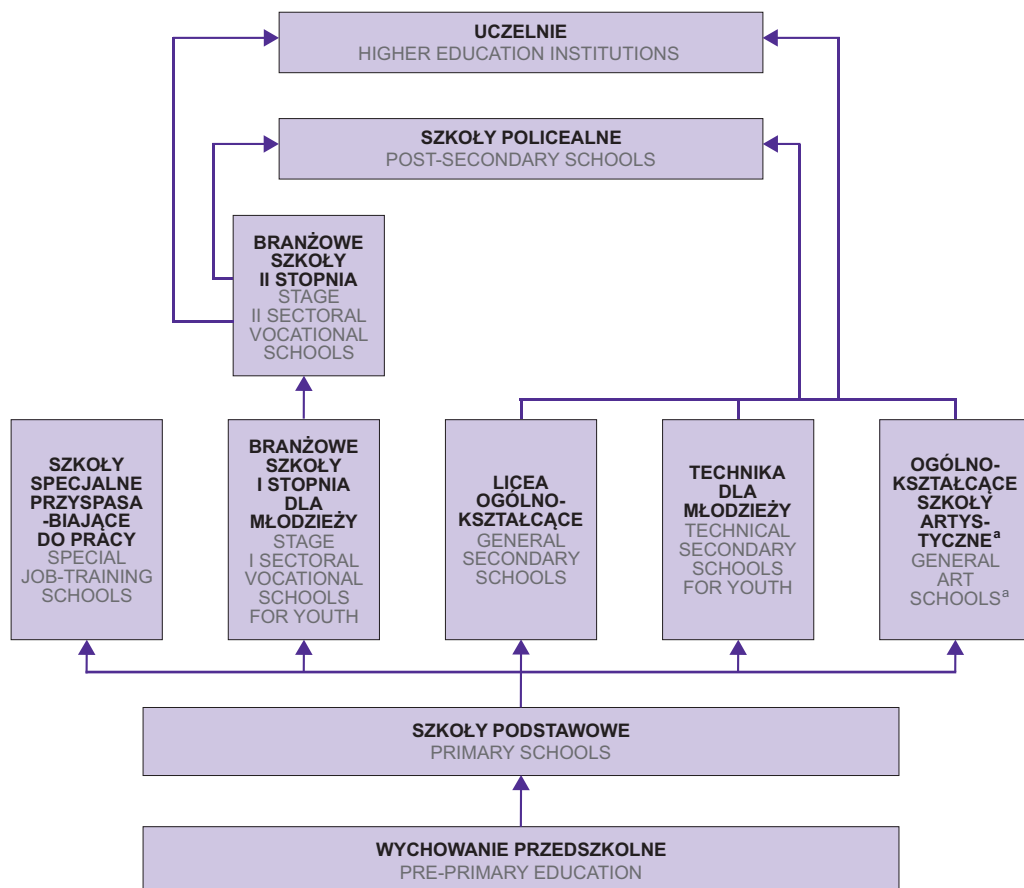 UCZELNIE
HIGHER EDUCATION INSTITUTIONS
SZKOŁY POLICEALNE
POST-SECONDARY SCHOOLS
BRANŻOWE
SZKOŁY
II STOPNIA
STAGE
II SECTORAL
VOCATIONAL
SCHOOLS
SZKOŁY
SPECJALNE
PRZYSPASA
-BIAJĄCE
DO PRACY
SPECIAL
JOB-TRAINING
SCHOOLS
BRANŻOWE
SZKOŁY
I STOPNIA
DLA
MŁODZIEŻY
STAGE
I SECTORAL
VOCATIONAL
SCHOOLS
FOR YOUTH
LICEA
OGÓLNO-
KSZTAŁCĄCE
GENERAL
SECONDARY
SCHOOLS
TECHNIKA
DLA
MŁODZIEŻY
TECHNICAL
SECONDARY
SCHOOLS
FOR YOUTH
OGÓLNO-
KSZTAŁCĄCE
SZKOŁY
ARTYS-
TYCZNEᵃ
GENERAL
ART
SCHOOLSᵃ
SZKOŁY PODSTAWOWE
PRIMARY SCHOOLS
WYCHOWANIE PRZEDSZKOLNE
PRE-PRIMARY EDUCATION